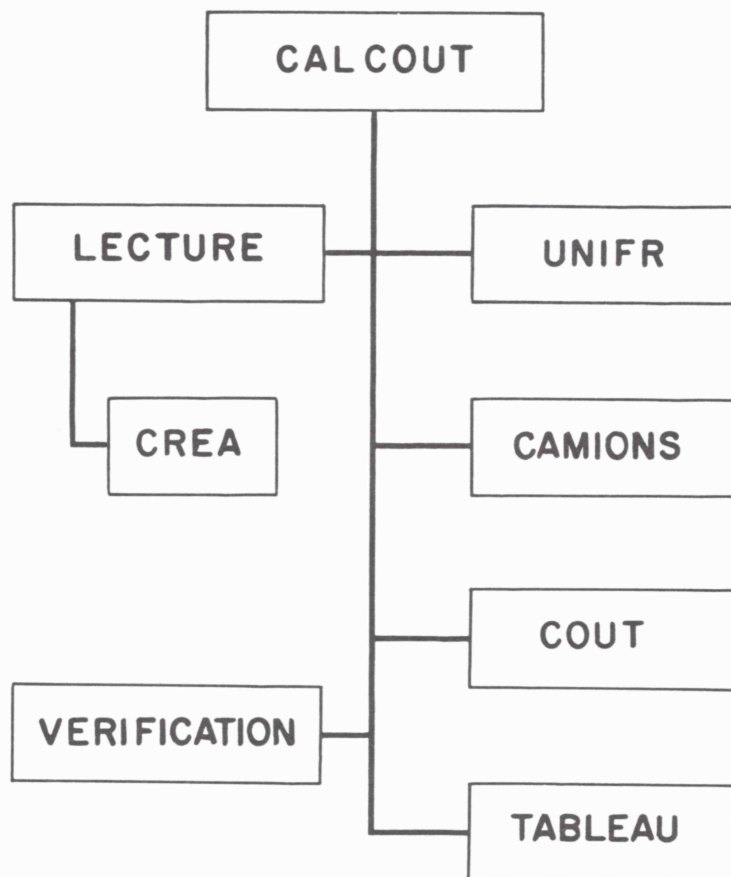 CALCOUT
LECTURE
UNIFR
CREA
CAMIONS
COUT
VERIFICATION
TABLEAU